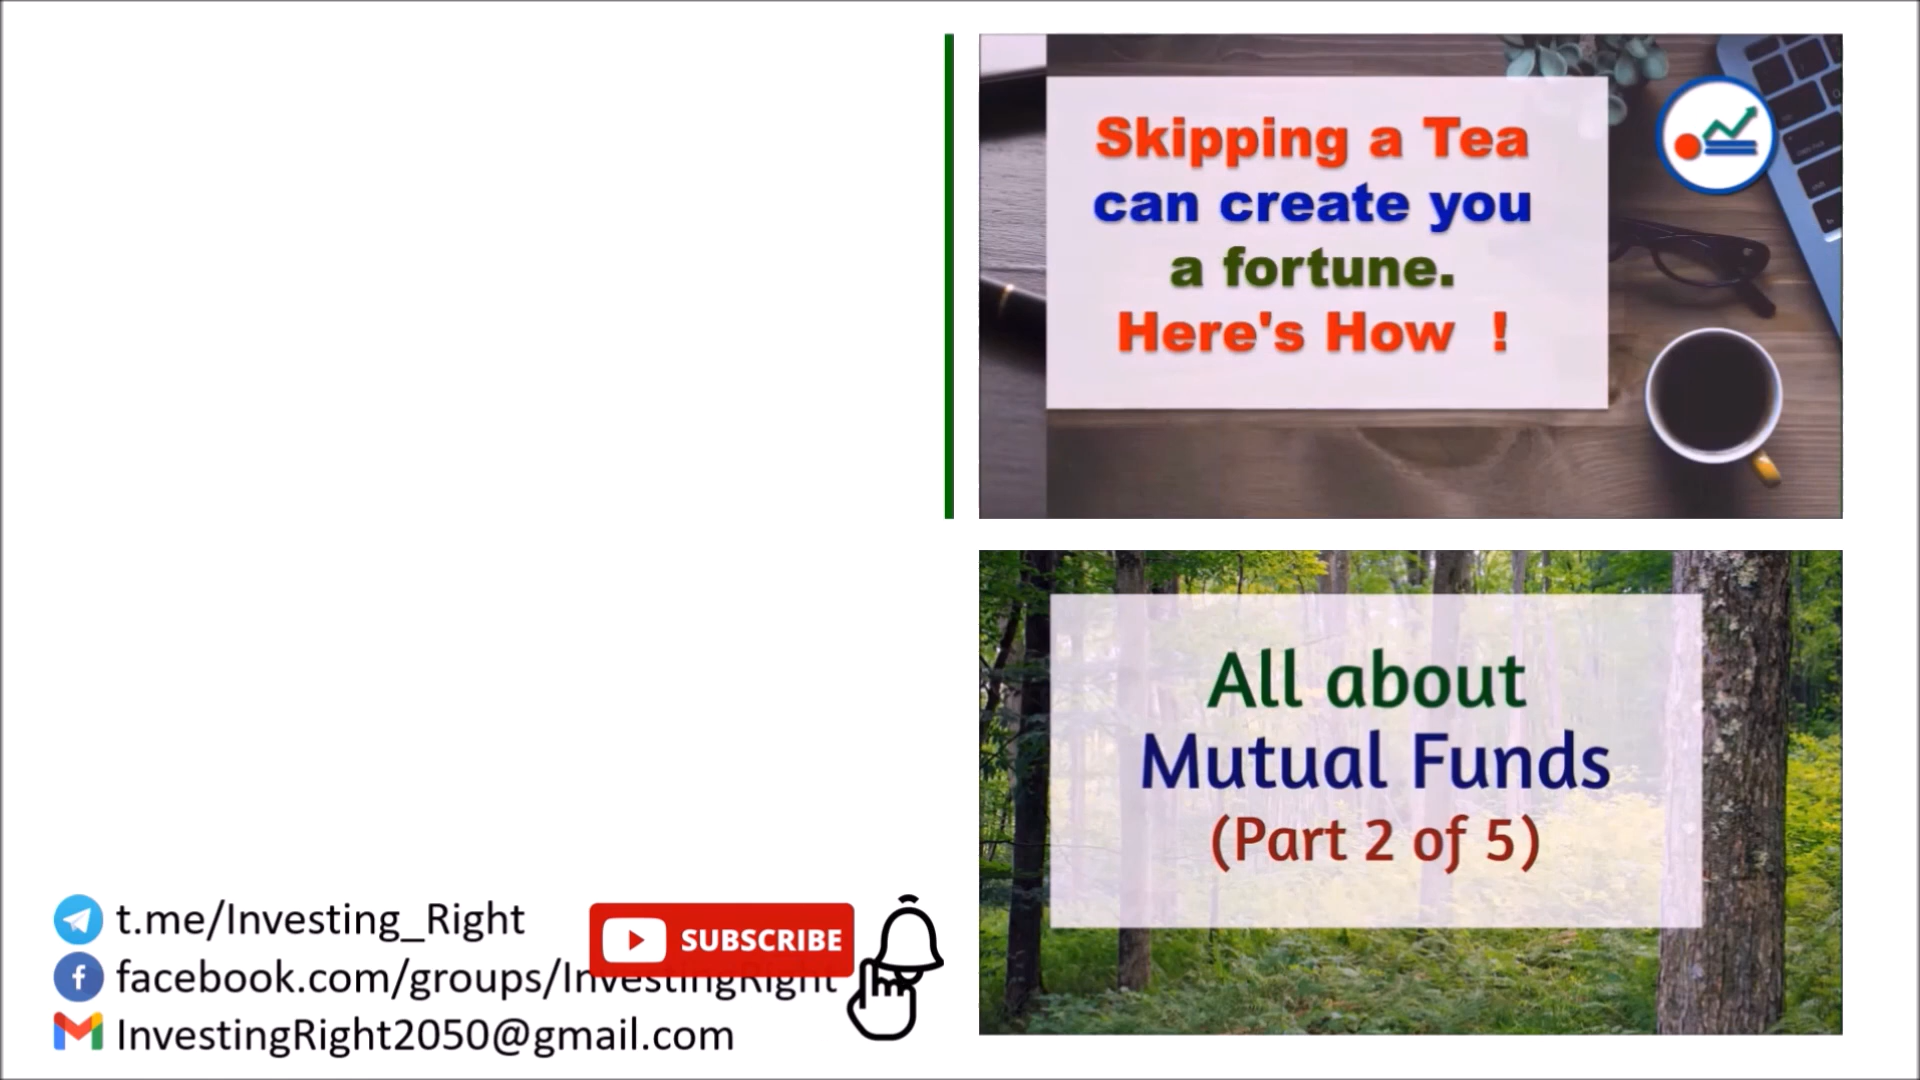 Skipping a Tea
can create you
a fortune.
Here's How !
All about
Mutual Funds
(Part 2 of 5)
t.me/Investing_Right
SUBSCRIBE
facebook.com/groups/InvestingRight
InvestingRight2050@gmail.com